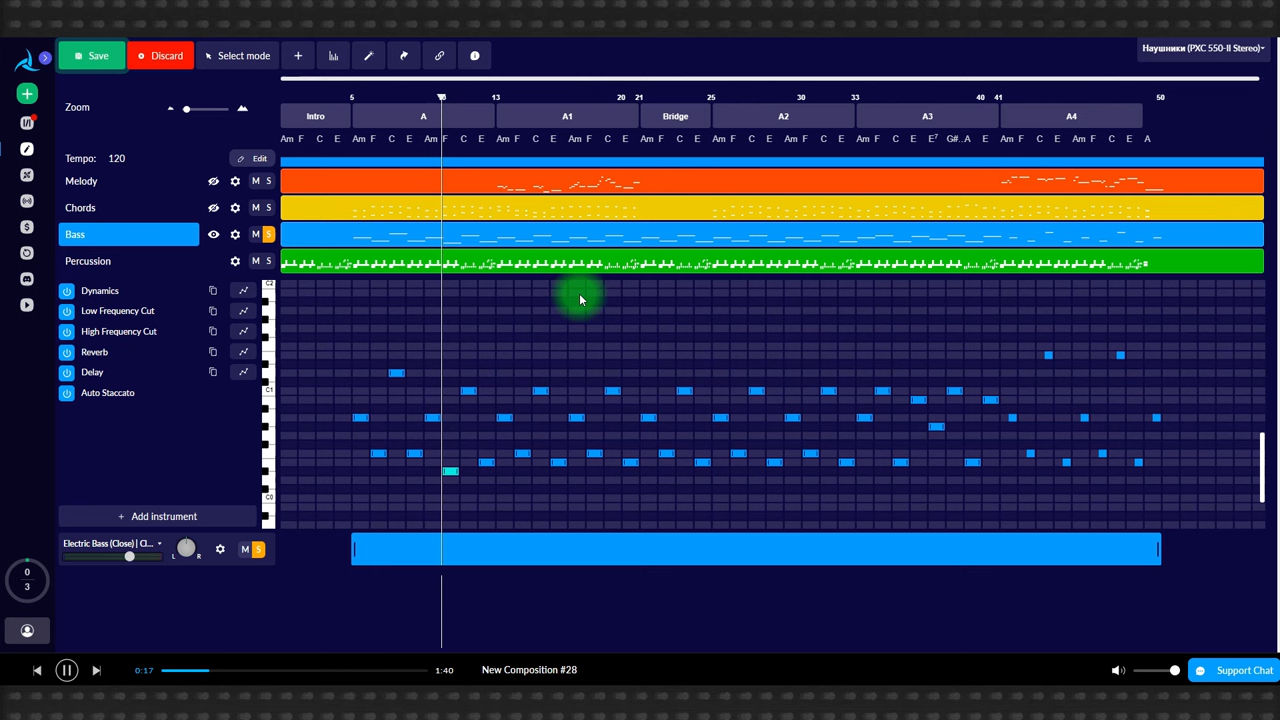 Save Discard Select mode Наушники (PXC 550-II Stereo)
Zoom
5 13 20 21 25 30 33 40 41 50
Intro A A1 Bridge A2 A3 A4
Am F C E Am F C E Am F C E Am F C E Am F C E Am F C E Am F C E Am F C E Am F C E E7 G#.. A E Am F C E Am F C E A
Tempo: 120 Edit
Melody M S
Chords M S
Bass M S
Percussion M S
Dynamics C2
Low Frequency Cut
High Frequency Cut
Reverb
Delay
Auto Staccato C1
C0
+ Add instrument
Electric Bass (Close) | Cl... L R M S
0
3
0:17 1:40 New Composition #28 Support Chat